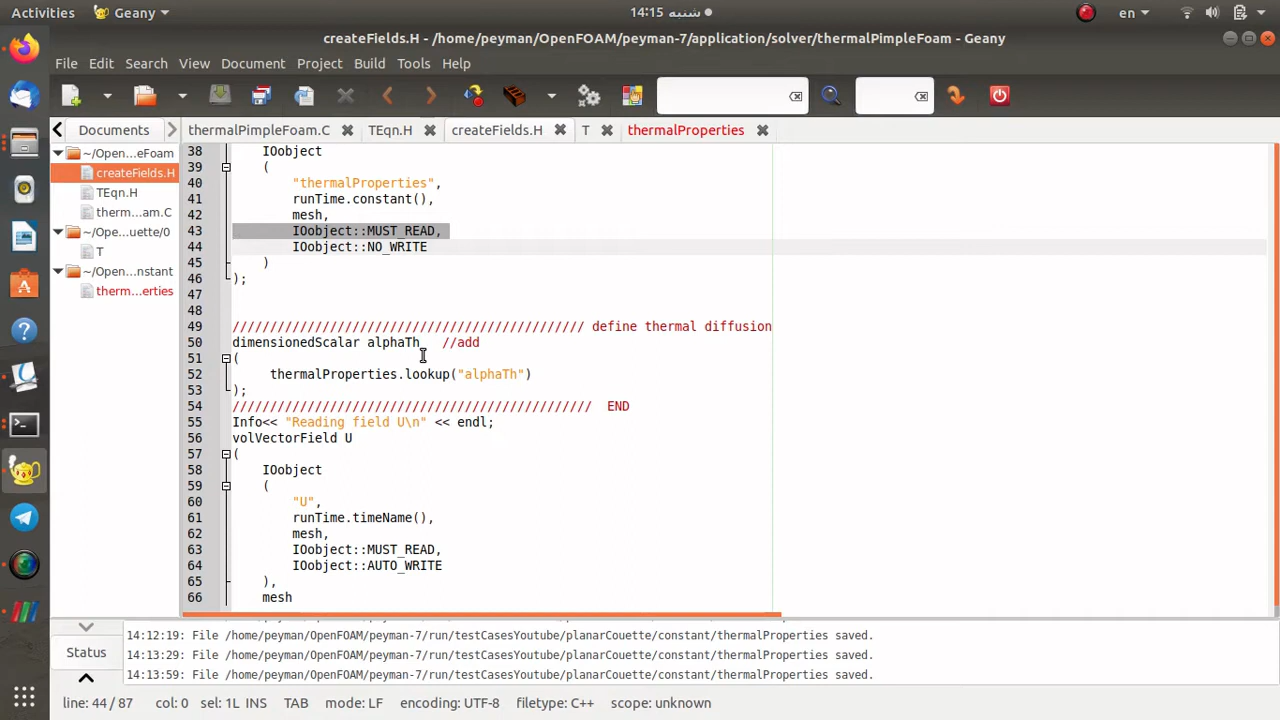 Activities
Geany
شنبه 14:15
en
createFields.H - /home/peyman/OpenFOAM/peyman-7/application/solver/thermalPimpleFoam - Geany
File Edit Search View Document Project Build Tools Help
Documents
thermalPimpleFoam.C TEqn.H createFields.H T thermalProperties
~/Open...eFoam
createFields.H
TEqn.H
therm...am.C
~/Ope...uette/0
T
~/Open...nstant
therm...erties
38 IOobject
39 (
40 "thermalProperties",
41 runTime.constant(),
42 mesh,
43 IOobject::MUST_READ,
44 IOobject::NO_WRITE
45 )
46 );
47
48
49 /////////////////////////////////////////////// define thermal diffusion
50 dimensionedScalar alphaTh //add
51 (
52 thermalProperties.lookup("alphaTh")
53 );
54 //////////////////////////////////////////////// END
55 Info<< "Reading field U\n" << endl;
56 volVectorField U
57 (
58 IOobject
59 (
60 "U",
61 runTime.timeName(),
62 mesh,
63 IOobject::MUST_READ,
64 IOobject::AUTO_WRITE
65 ),
66 mesh
Status
14:12:19: File /home/peyman/OpenFOAM/peyman-7/run/testCasesYoutube/planarCouette/constant/thermalProperties saved.
14:13:29: File /home/peyman/OpenFOAM/peyman-7/run/testCasesYoutube/planarCouette/constant/thermalProperties saved.
14:13:59: File /home/peyman/OpenFOAM/peyman-7/run/testCasesYoutube/planarCouette/constant/thermalProperties saved.
line: 44 / 87 col: 0 sel: 1L INS TAB mode: LF encoding: UTF-8 filetype: C++ scope: unknown